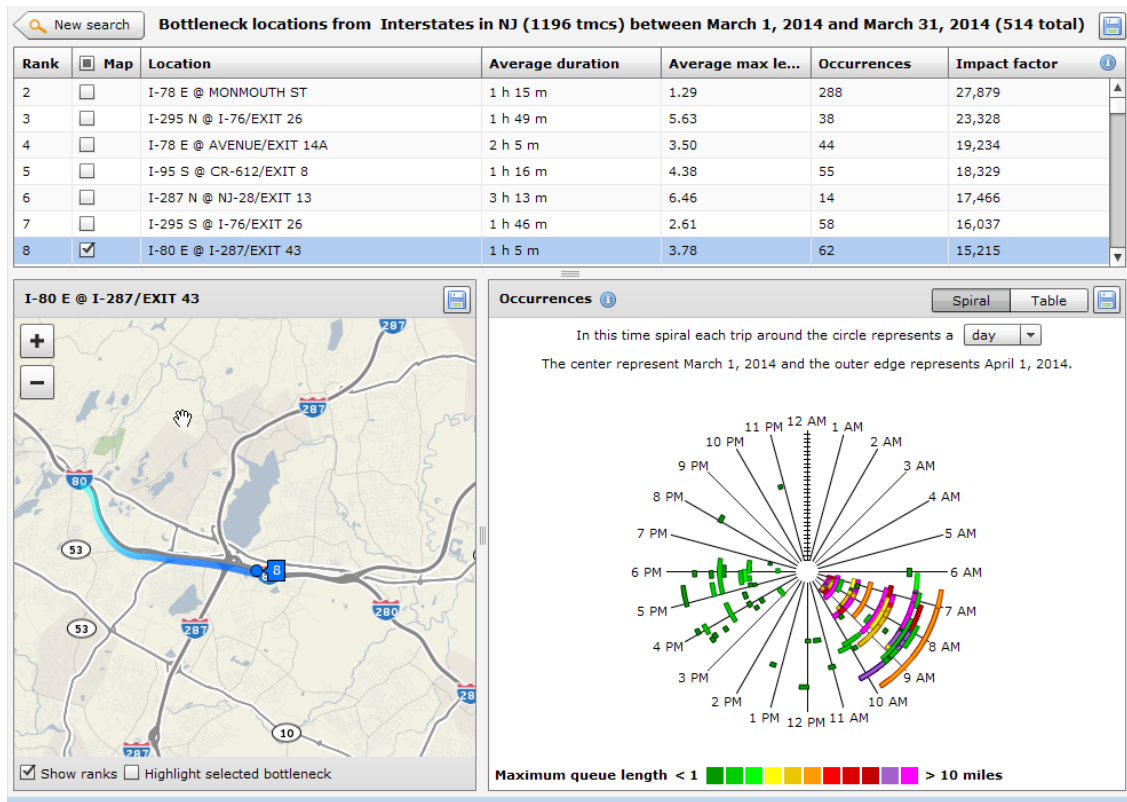 New search
Bottleneck locations from Interstates in NJ (1196 tmcs) between March 1, 2014 and March 31, 2014 (514 total)
Rank Map Location Average duration Average max le... Occurrences Impact factor
2 I-78 E @ MONMOUTH ST 1 h 15 m 1.29 288 27,879
3 I-295 N @ I-76/EXIT 26 1 h 49 m 5.63 38 23,328
4 I-78 E @ AVENUE/EXIT 14A 2 h 5 m 3.50 44 19,234
5 I-95 S @ CR-612/EXIT 8 1 h 16 m 4.38 55 18,329
6 I-287 N @ NJ-28/EXIT 13 3 h 13 m 6.46 14 17,466
7 I-295 S @ I-76/EXIT 26 1 h 46 m 2.61 58 16,037
8 I-80 E @ I-287/EXIT 43 1 h 5 m 3.78 62 15,215
I-80 E @ I-287/EXIT 43
+
−
287
287
80
53
8
8
280
53
287
28
10
287
Show ranks Highlight selected bottleneck
Occurrences
Spiral Table
In this time spiral each trip around the circle represents a day
The center represent March 1, 2014 and the outer edge represents April 1, 2014.
12 AM
1 AM
2 AM
3 AM
4 AM
5 AM
6 AM
7 AM
8 AM
9 AM
10 AM
11 AM
12 PM
1 PM
2 PM
3 PM
4 PM
5 PM
6 PM
7 PM
8 PM
9 PM
10 PM
11 PM
Maximum queue length < 1 > 10 miles